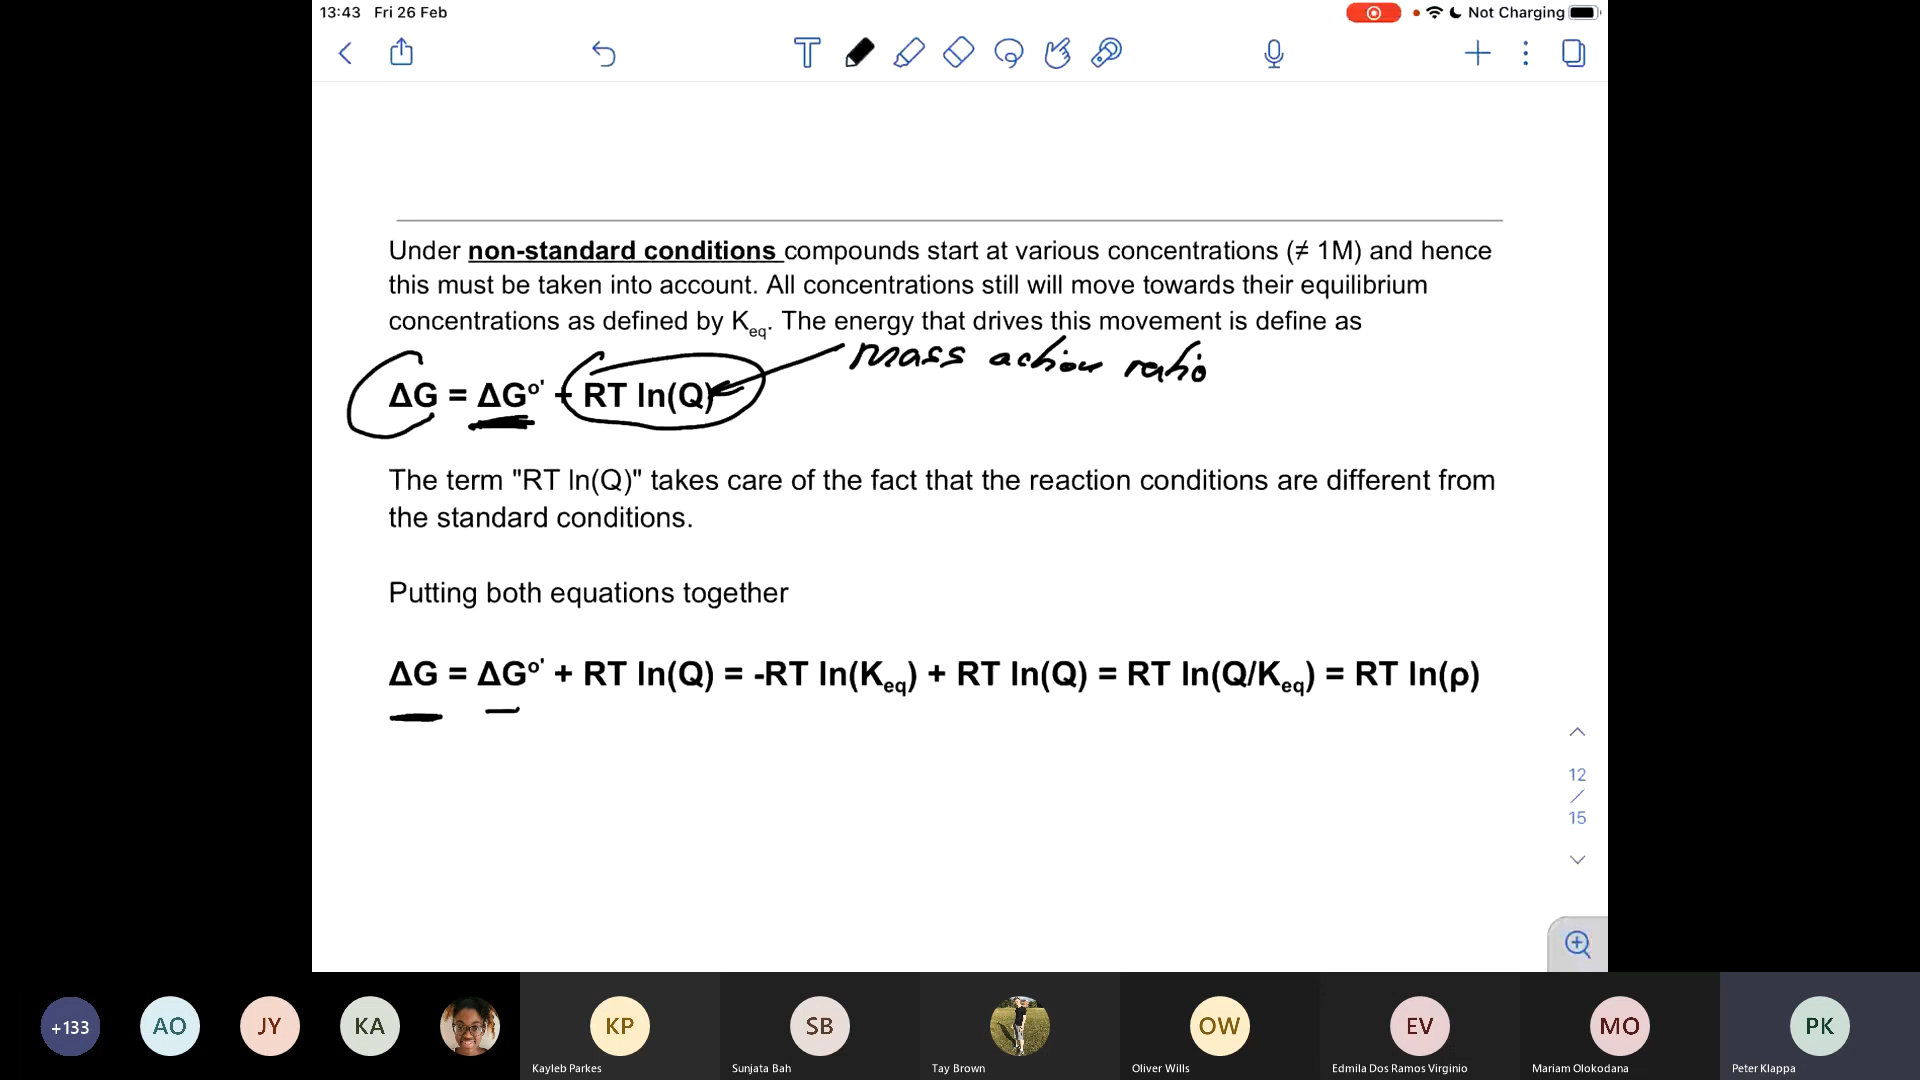 13:43 Fri 26 Feb
Not Charging
Under non-standard conditions compounds start at various concentrations (≠ 1M) and hence
this must be taken into account. All concentrations still will move towards their equilibrium
concentrations as defined by Keq. The energy that drives this movement is define as
mass action ratio
ΔG = ΔGº' + RT ln(Q)
The term "RT ln(Q)" takes care of the fact that the reaction conditions are different from
the standard conditions.
Putting both equations together
ΔG = ΔGº' + RT ln(Q) = -RT ln(Keq) + RT ln(Q) = RT ln(Q/Keq) = RT ln(ρ)
12
/
15
+133
AO
JY
KA
KP
SB
OW
EV
MO
PK
Kayleb Parkes
Sunjata Bah
Tay Brown
Oliver Wills
Edmila Dos Ramos Virginio
Mariam Olokodana
Peter Klappa